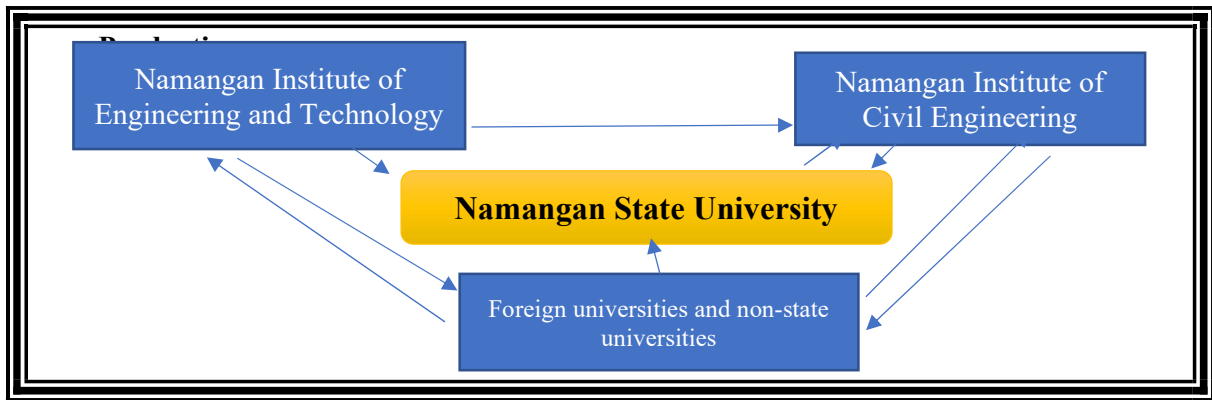 Namangan Institute of
Engineering and Technology
Namangan Institute of
Civil Engineering
Namangan State University
Foreign universities and non-state
universities